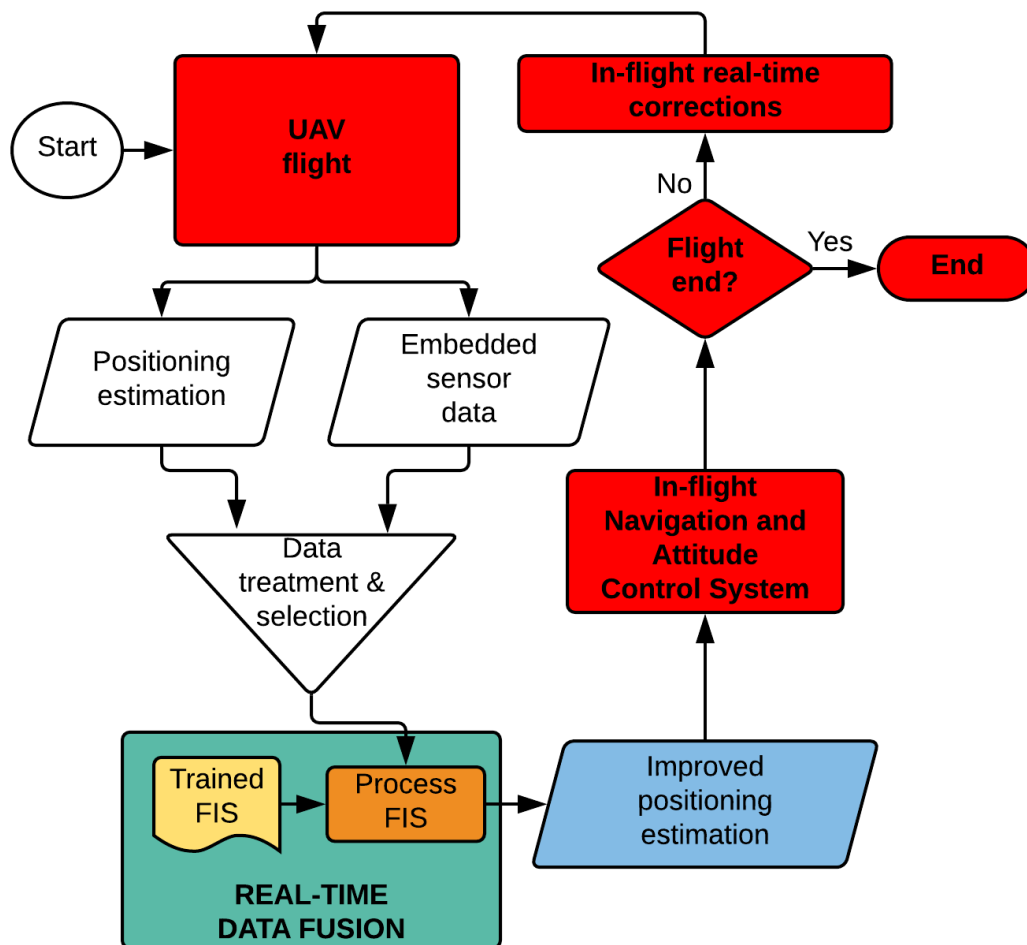 Start
UAV
flight
In-flight real-time
corrections
No
Flight
end?
Yes
End
Positioning
estimation
Embedded
sensor
data
In-flight
Navigation and
Attitude
Control System
Data
treatment &
selection
Trained
FIS
Process
FIS
Improved
positioning
estimation
REAL-TIME
DATA FUSION